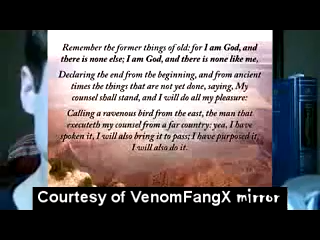 Remember the former things of old: for I am God, and
there is none else; I am God, and there is none like me,
Declaring the end from the beginning, and from ancient
times the things that are not yet done, saying, My
counsel shall stand, and I will do all my pleasure:
Calling a ravenous bird from the east, the man that
executeth my counsel from a far country: yea, I have
spoken it, I will also bring it to pass; I have purposed it,
I will also do it.
Courtesy of VenomFangX mirror